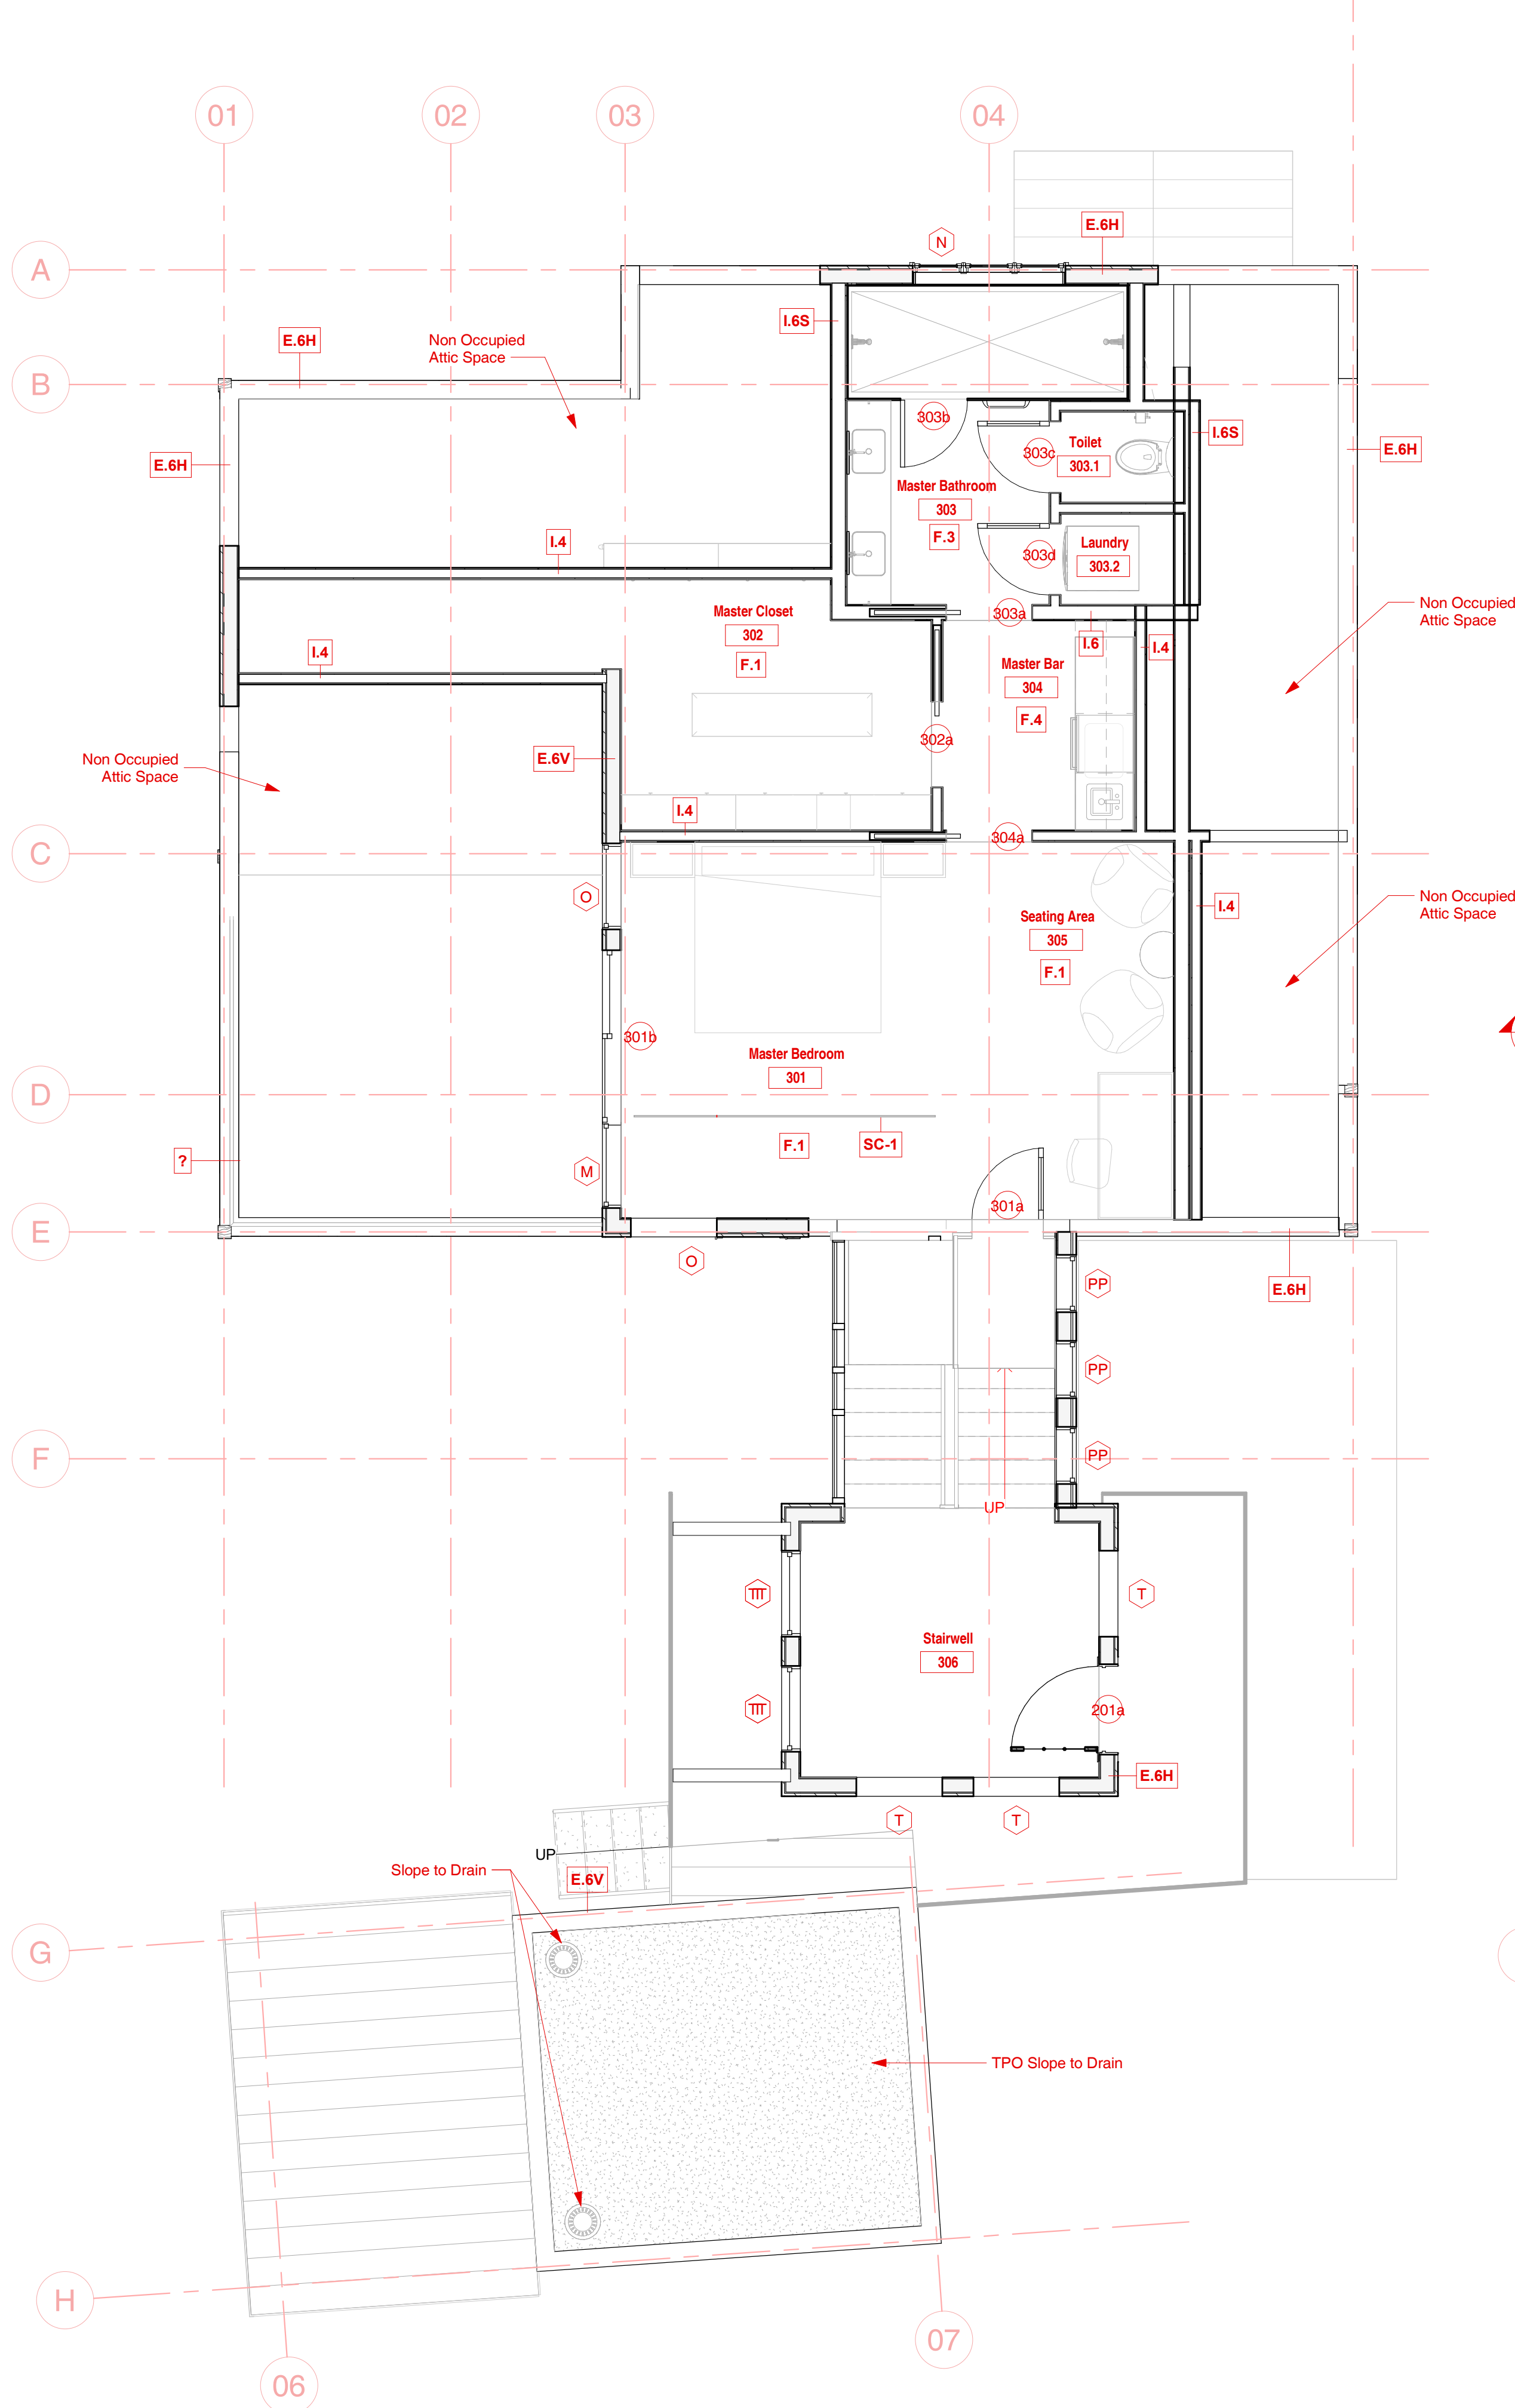 01
02
03
04
A
N
E.6H
I.6S
E.6H
Non Occupied
Attic Space
B
303b
I.6S
303c
Toilet
303.1
E.6H
E.6H
Master Bathroom
303
F.3
I.4
303d
Laundry
303.2
Non Occupied
Attic Space
Master Closet
302
F.1
303a
I.6
I.4
I.4
Master Bar
304
F.4
302a
Non Occupied
Attic Space
E.6V
I.4
304a
C
O
Non Occupied
Attic Space
I.4
Seating Area
305
F.1
301b
Master Bedroom
301
D
F.1
SC-1
?
M
301a
E
O
E.6H
PP
PP
F
PP
UP
TTT
T
Stairwell
306
TTT
201a
E.6H
T
T
UP
Slope to Drain
E.6V
G
TPO Slope to Drain
H
07
06